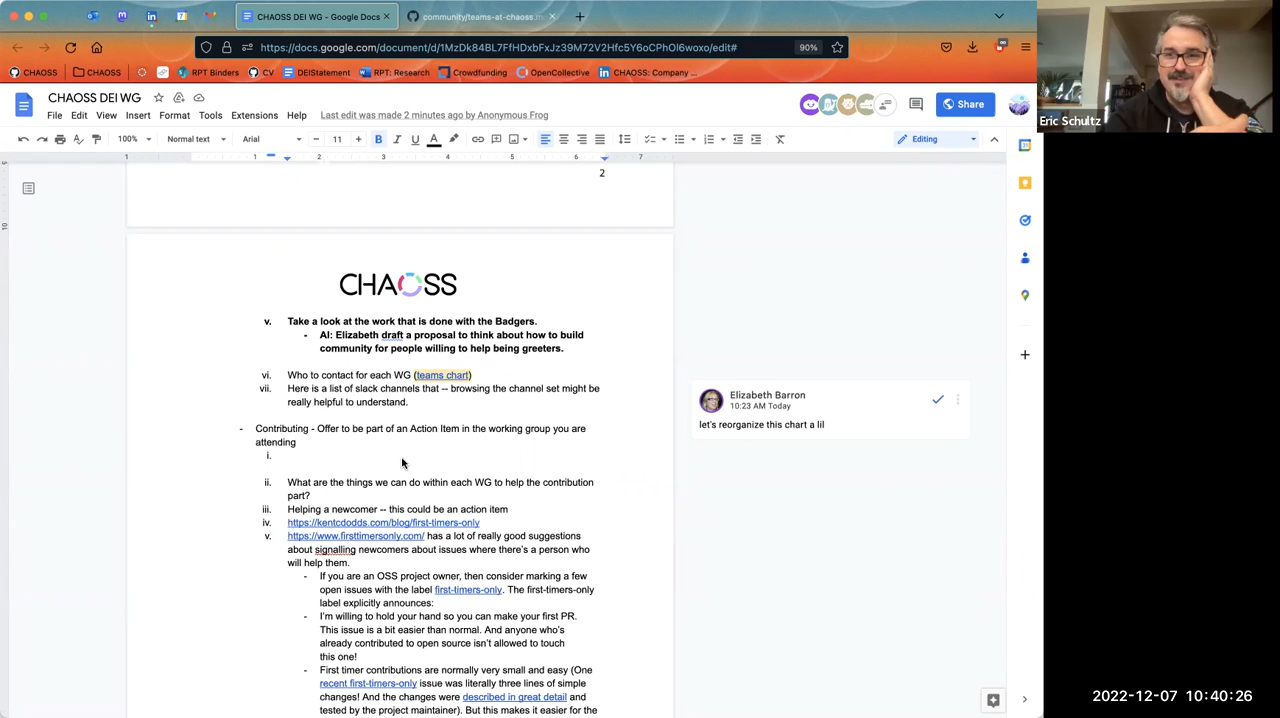 CHAOSS DEI WG - Google Docs
community/teams-at-chaoss.m
https://docs.google.com/document/d/1MzDk84BL7FfHDxbFxJz39M72V2Hfc5Y6oCPhOl6woxo/edit#
90%
CHAOSS
CHAOSS
RPT Binders
CV
DEIStatement
RPT: Research
Crowdfunding
OpenCollective
CHAOSS: Company ...
Eric Schultz
CHAOSS DEI WG
File Edit View Insert Format Tools Extensions Help
Last edit was made 2 minutes ago by Anonymous Frog
Share
100%
Normal text
Arial
11
B I U A
Editing
1 1 2 3 4 5 6 7
2
CHAOSS
v. Take a look at the work that is done with the Badgers.
- AI: Elizabeth draft a proposal to think about how to build
community for people willing to help being greeters.
vi. Who to contact for each WG (teams chart)
vii. Here is a list of slack channels that -- browsing the channel set might be
really helpful to understand.
- Contributing - Offer to be part of an Action Item in the working group you are
attending
i.
ii. What are the things we can do within each WG to help the contribution
part?
iii. Helping a newcomer -- this could be an action item
iv. https://kentcdodds.com/blog/first-timers-only
v. https://www.firsttimersonly.com/ has a lot of really good suggestions
about signalling newcomers about issues where there's a person who
will help them.
- If you are an OSS project owner, then consider marking a few
open issues with the label first-timers-only. The first-timers-only
label explicitly announces:
- I'm willing to hold your hand so you can make your first PR.
This issue is a bit easier than normal. And anyone who's
already contributed to open source isn't allowed to touch
this one!
- First timer contributions are normally very small and easy (One
recent first-timers-only issue was literally three lines of simple
changes! And the changes were described in great detail and
tested by the project maintainer). But this makes it easier for the
Elizabeth Barron
10:23 AM Today
let's reorganize this chart a lil
2022-12-07 10:40:26